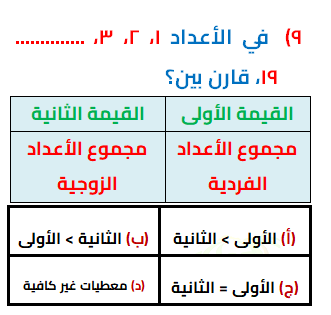 ٩) في الأعداد ١، ٢، ٣، ..............
١٩، قارن بين؟
القيمة الأولى
القيمة الثانية
مجموع الأعداد
الفردية
مجموع الأعداد
الزوجية
(أ) الأولى > الثانية
(ب) الثانية > الأولى
(ج) الأولى = الثانية
(د) معطيات غير كافية